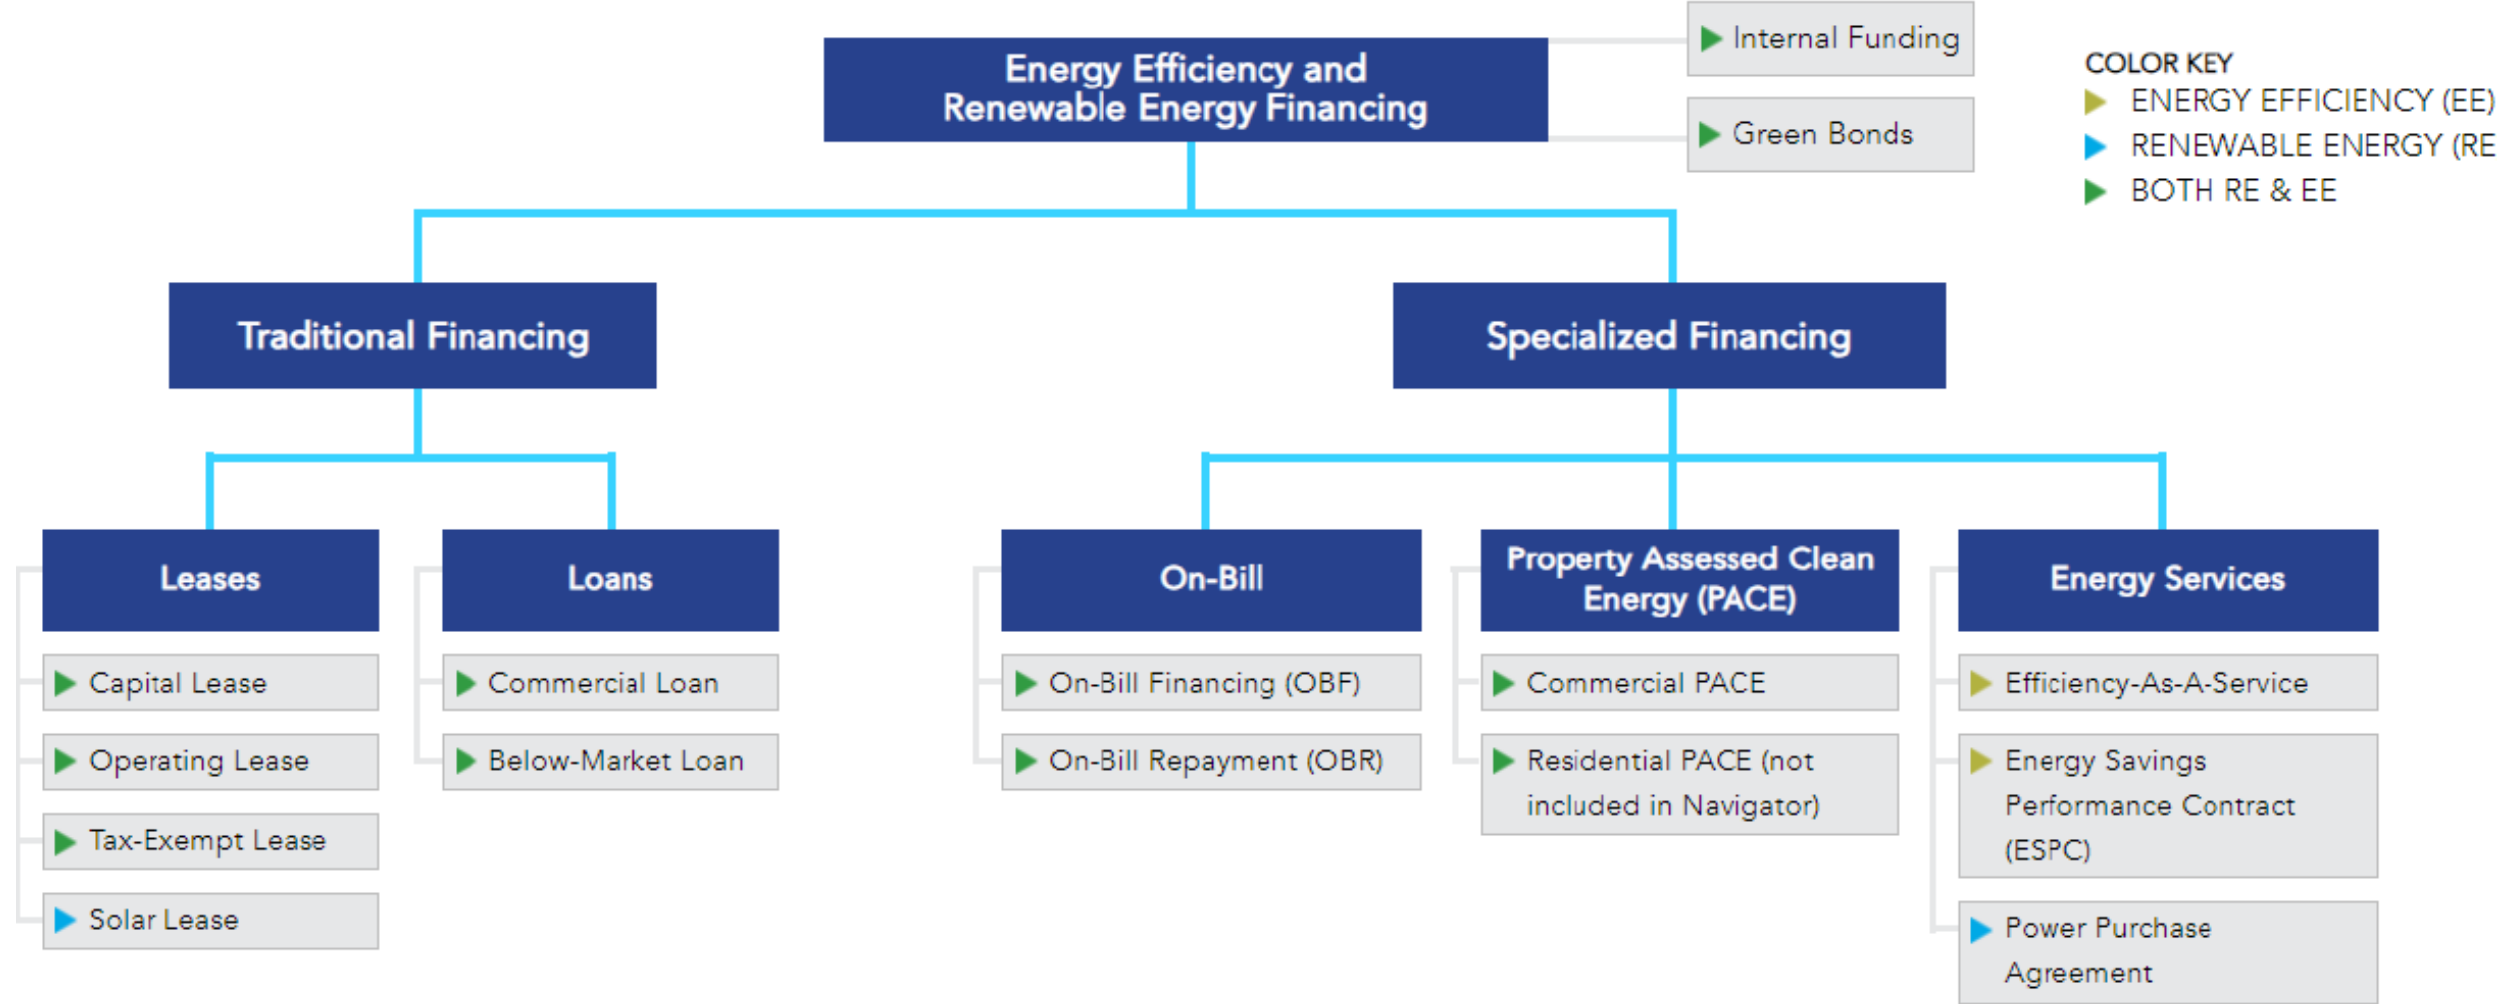 Energy Efficiency and
Renewable Energy Financing
Internal Funding
Green Bonds
COLOR KEY
ENERGY EFFICIENCY (EE)
RENEWABLE ENERGY (RE
BOTH RE & EE
Traditional Financing
Specialized Financing
Leases
Capital Lease
Operating Lease
Tax-Exempt Lease
Solar Lease
Loans
Commercial Loan
Below-Market Loan
On-Bill
On-Bill Financing (OBF)
On-Bill Repayment (OBR)
Property Assessed Clean
Energy (PACE)
Commercial PACE
Residential PACE (not
included in Navigator)
Energy Services
Efficiency-As-A-Service
Energy Savings
Performance Contract
(ESPC)
Power Purchase
Agreement